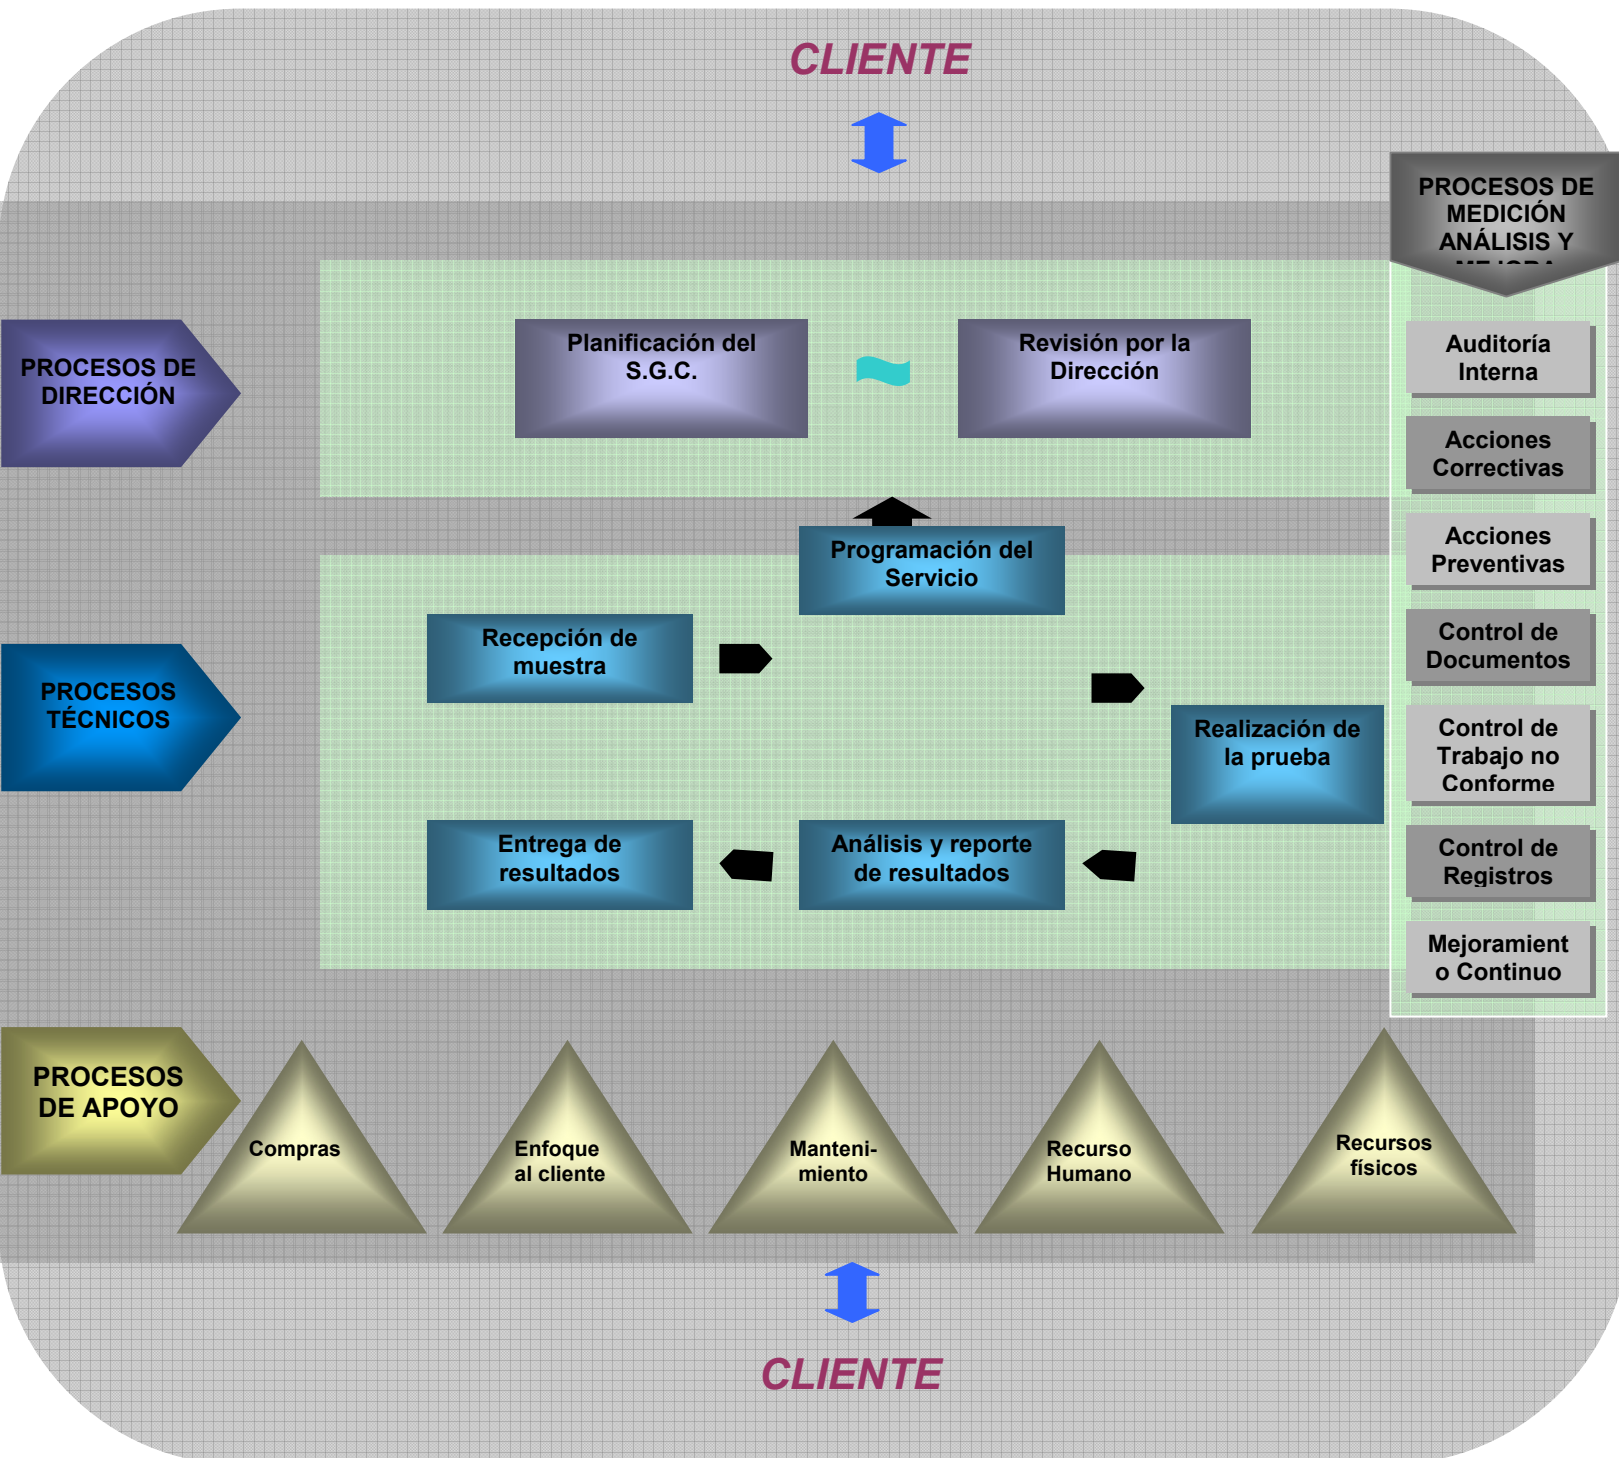 CLIENTE
PROCESOS DE
MEDICIÓN
ANÁLISIS Y
MEJORA
PROCESOS DE
DIRECCIÓN
Planificación del
S.G.C.
Revisión por la
Dirección
Auditoría
Interna
Acciones
Correctivas
Acciones
Preventivas
Control de
Documentos
Control de
Trabajo no
Conforme
Control de
Registros
Mejoramient
o Continuo
PROCESOS
TÉCNICOS
Programación del
Servicio
Recepción de
muestra
Realización de
la prueba
Entrega de
resultados
Análisis y reporte
de resultados
PROCESOS
DE APOYO
Compras
Enfoque
al cliente
Manteni-
miento
Recurso
Humano
Recursos
físicos
CLIENTE